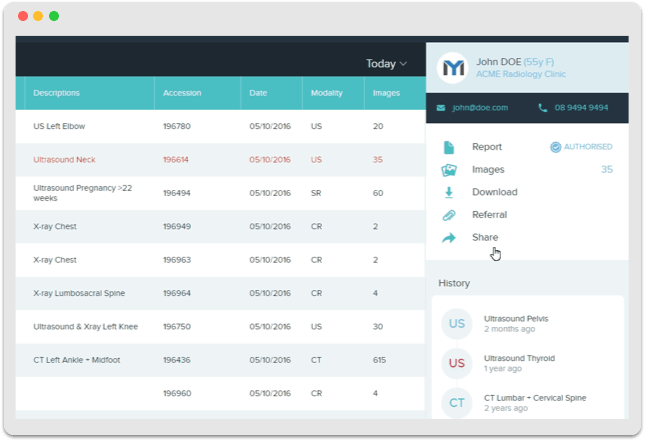 Today
Descriptions Accession Date Modality Images
US Left Elbow 196780 05/10/2016 US 20
Ultrasound Neck 196614 05/10/2016 US 35
Ultrasound Pregnancy >22
weeks 196494 05/10/2016 SR 60
X-ray Chest 196949 05/10/2016 CR 2
X-ray Chest 196963 05/10/2016 CR 2
X-ray Lumbosacral Spine 196964 05/10/2016 CR 4
Ultrasound & Xray Left Knee 196750 05/10/2016 US 30
CT Left Ankle + Midfoot 196436 05/10/2016 CT 615
196960 05/10/2016 CR 4
John DOE (55y F)
ACME Radiology Clinic
john@doe.com 08 9494 9494
Report AUTHORISED
Images 35
Download
Referral
Share
History
US Ultrasound Pelvis
2 months ago
US Ultrasound Thyroid
1 year ago
CT CT Lumbar + Cervical Spine
2 years ago